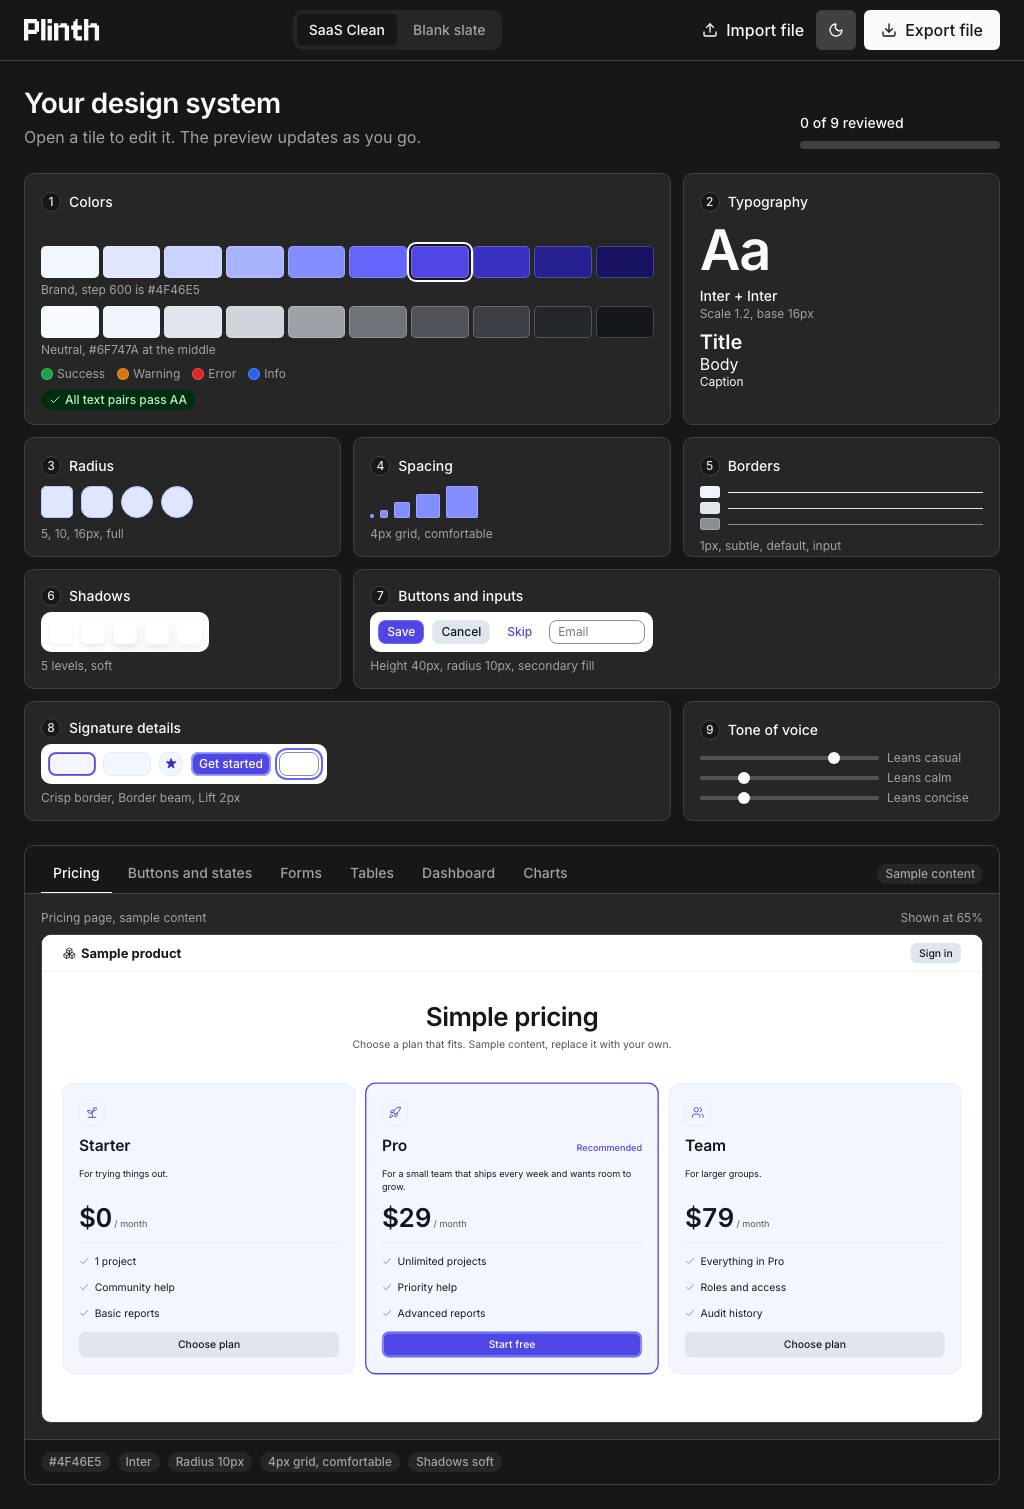 Plinth
SaaS Clean
Blank slate
Import file
Export file
Your design system
Open a tile to edit it. The preview updates as you go.
0 of 9 reviewed
1 Colors
Brand, step 600 is #4F46E5
Neutral, #6F747A at the middle
Success
Warning
Error
Info
All text pairs pass AA
2 Typography
Aa
Inter + Inter
Scale 1.2, base 16px
Title
Body
Caption
3 Radius
5, 10, 16px, full
4 Spacing
4px grid, comfortable
5 Borders
1px, subtle, default, input
6 Shadows
5 levels, soft
7 Buttons and inputs
Save
Cancel
Skip
Email
Height 40px, radius 10px, secondary fill
8 Signature details
Get started
Crisp border, Border beam, Lift 2px
9 Tone of voice
Leans casual
Leans calm
Leans concise
Pricing
Buttons and states
Forms
Tables
Dashboard
Charts
Sample content
Pricing page, sample content
Shown at 65%
Sample product
Sign in
Simple pricing
Choose a plan that fits. Sample content, replace it with your own.
Starter
For trying things out.
$0 / month
1 project
Community help
Basic reports
Choose plan
Pro
Recommended
For a small team that ships every week and wants room to
grow.
$29 / month
Unlimited projects
Priority help
Advanced reports
Start free
Team
For larger groups.
$79 / month
Everything in Pro
Roles and access
Audit history
Choose plan
#4F46E5
Inter
Radius 10px
4px grid, comfortable
Shadows soft